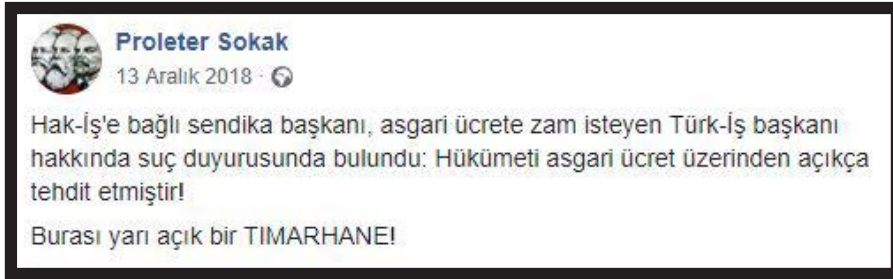 Proleter Sokak
13 Aralık 2018 ·
Hak-İş'e bağlı sendika başkanı, asgari ücrete zam isteyen Türk-İş başkanı
hakkında suç duyurusunda bulundu: Hükümeti asgari ücret üzerinden açıkça
tehdit etmiştir!
Burası yarı açık bir TIMARHANE!